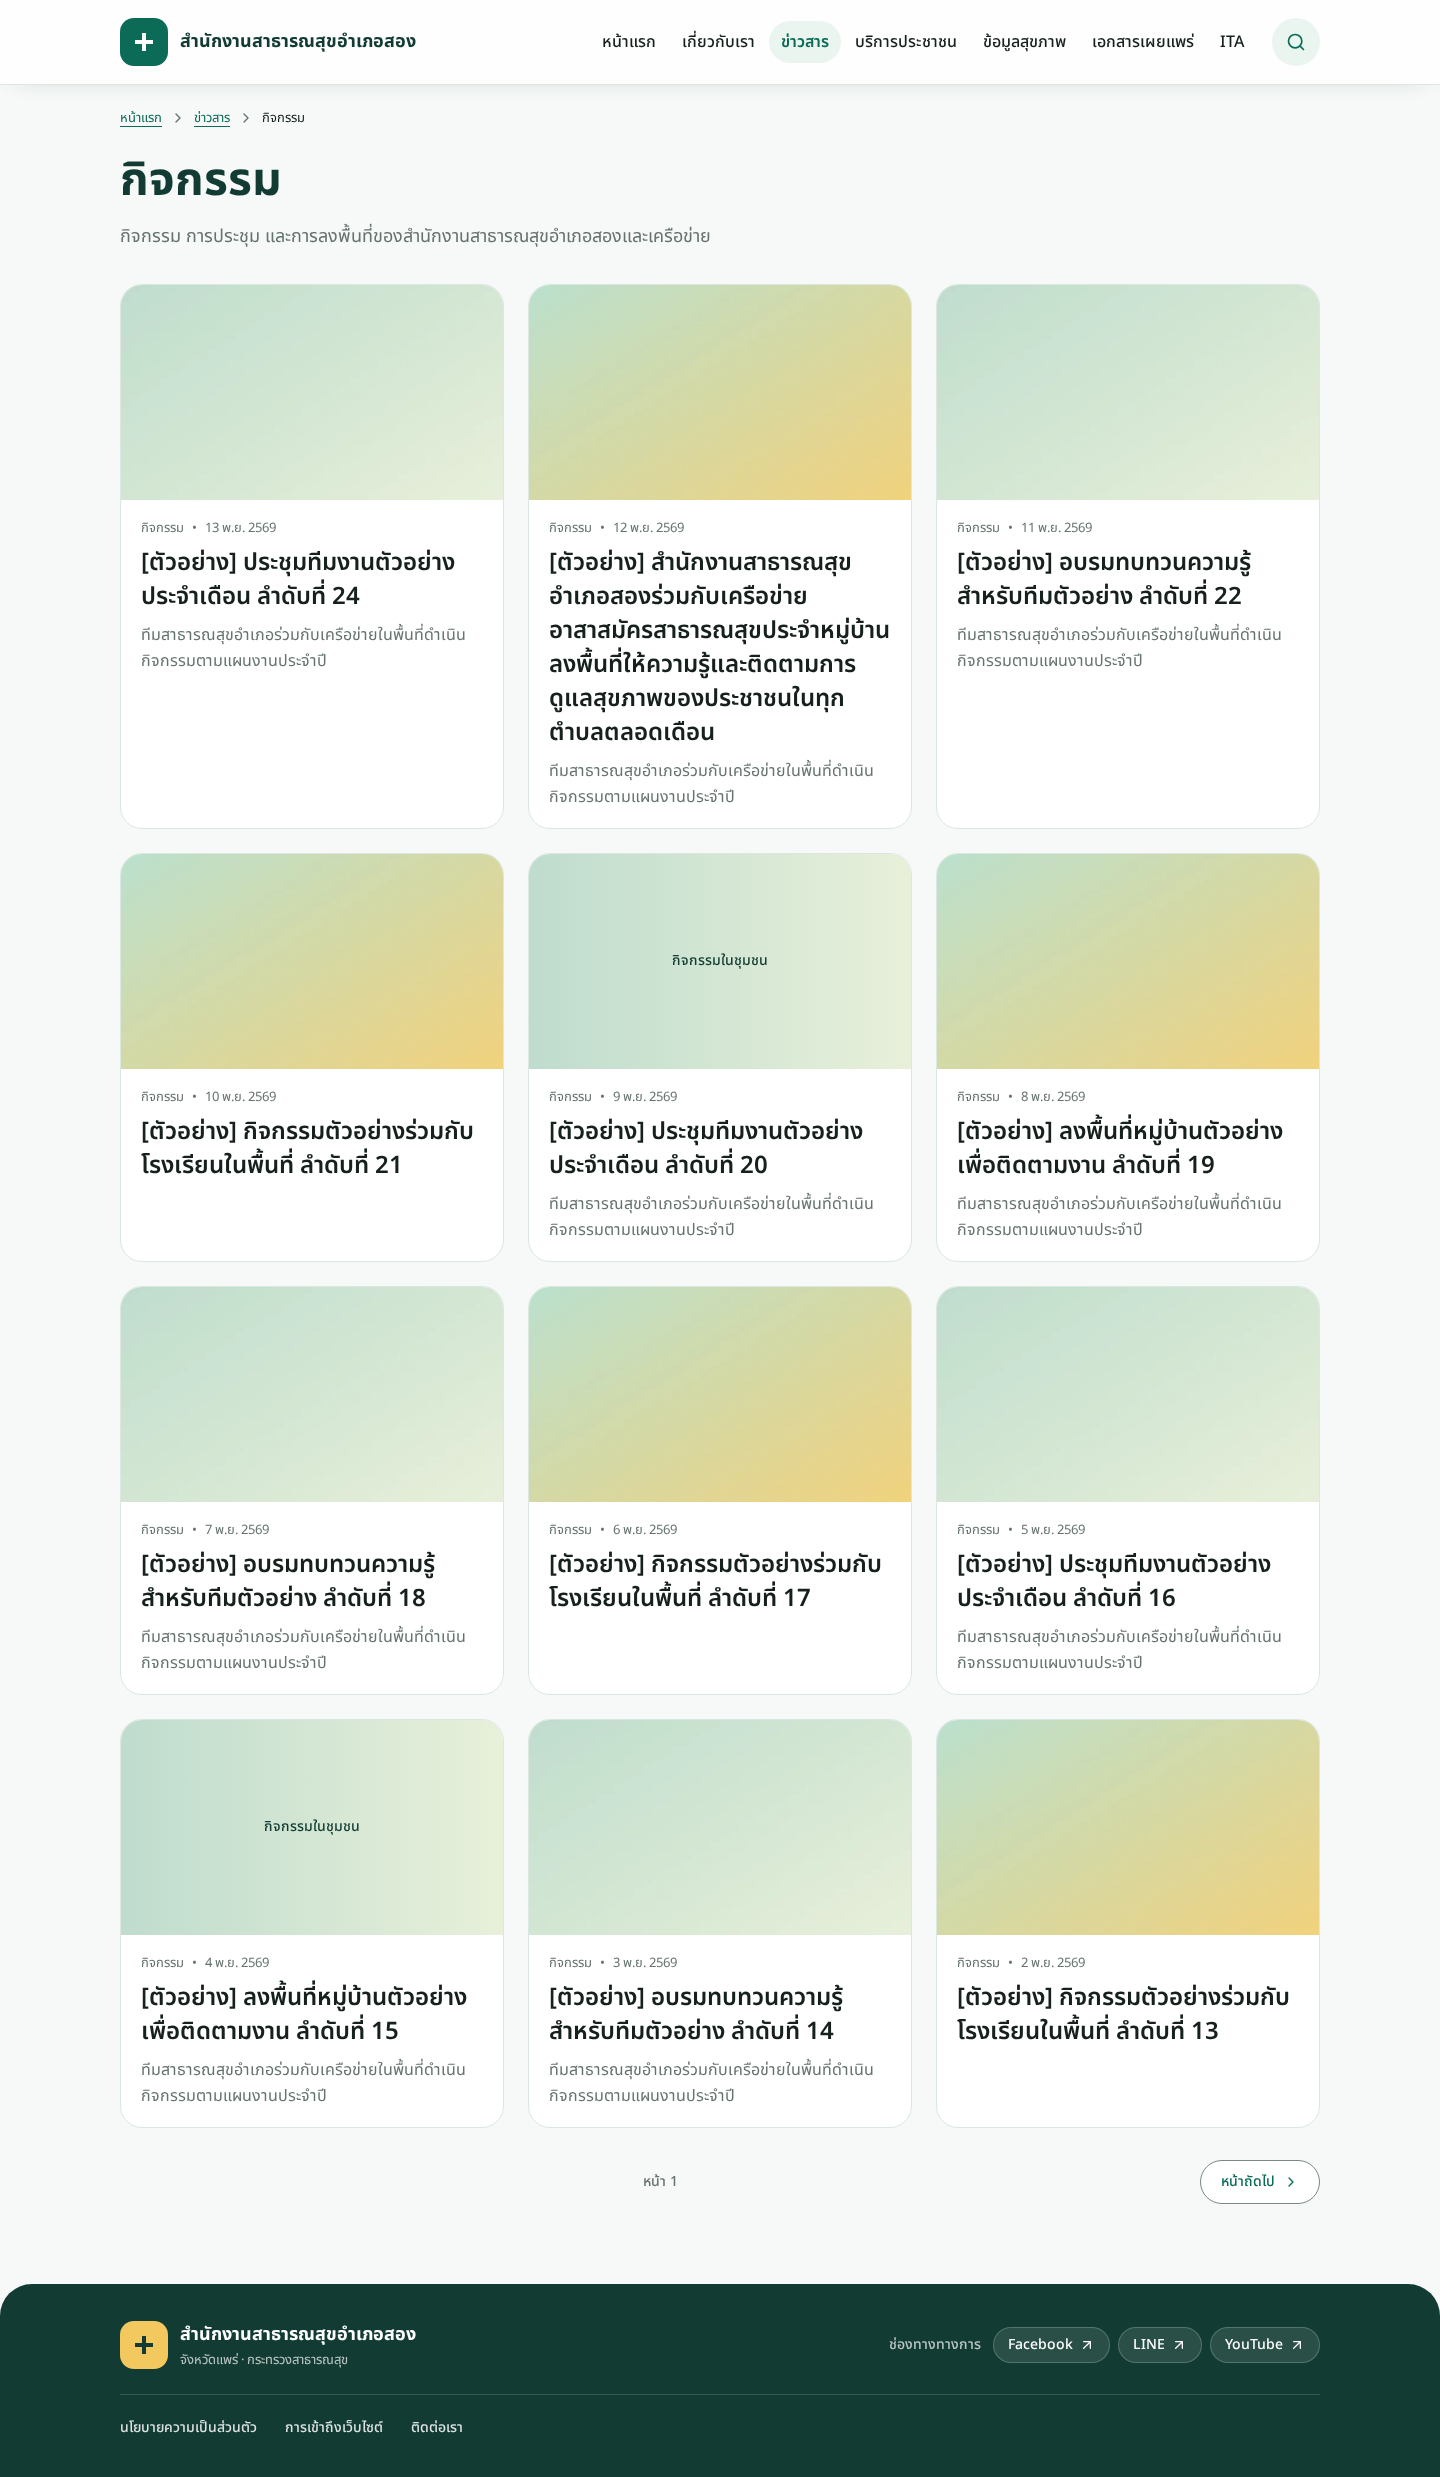 สำนักงานสาธารณสุขอำเภอสอง
หน้าแรก
เกี่ยวกับเรา
ข่าวสาร
บริการประชาชน
ข้อมูลสุขภาพ
เอกสารเผยแพร่
ITA
หน้าแรก > ข่าวสาร > กิจกรรม
กิจกรรม
กิจกรรม การประชุม และการลงพื้นที่ของสำนักงานสาธารณสุขอำเภอสองและเครือข่าย
กิจกรรม • 13 พ.ย. 2569
[ตัวอย่าง] ประชุมทีมงานตัวอย่าง
ประจำเดือน ลำดับที่ 24
ทีมสาธารณสุขอำเภอร่วมกับเครือข่ายในพื้นที่ดำเนิน
กิจกรรมตามแผนงานประจำปี
กิจกรรม • 12 พ.ย. 2569
[ตัวอย่าง] สำนักงานสาธารณสุข
อำเภอสองร่วมกับเครือข่าย
อาสาสมัครสาธารณสุขประจำหมู่บ้าน
ลงพื้นที่ให้ความรู้และติดตามการ
ดูแลสุขภาพของประชาชนในทุก
ตำบลตลอดเดือน
ทีมสาธารณสุขอำเภอร่วมกับเครือข่ายในพื้นที่ดำเนิน
กิจกรรมตามแผนงานประจำปี
กิจกรรม • 11 พ.ย. 2569
[ตัวอย่าง] อบรมทบทวนความรู้
สำหรับทีมตัวอย่าง ลำดับที่ 22
ทีมสาธารณสุขอำเภอร่วมกับเครือข่ายในพื้นที่ดำเนิน
กิจกรรมตามแผนงานประจำปี
กิจกรรม • 10 พ.ย. 2569
[ตัวอย่าง] กิจกรรมตัวอย่างร่วมกับ
โรงเรียนในพื้นที่ ลำดับที่ 21
กิจกรรมในชุมชน
กิจกรรม • 9 พ.ย. 2569
[ตัวอย่าง] ประชุมทีมงานตัวอย่าง
ประจำเดือน ลำดับที่ 20
ทีมสาธารณสุขอำเภอร่วมกับเครือข่ายในพื้นที่ดำเนิน
กิจกรรมตามแผนงานประจำปี
กิจกรรม • 8 พ.ย. 2569
[ตัวอย่าง] ลงพื้นที่หมู่บ้านตัวอย่าง
เพื่อติดตามงาน ลำดับที่ 19
ทีมสาธารณสุขอำเภอร่วมกับเครือข่ายในพื้นที่ดำเนิน
กิจกรรมตามแผนงานประจำปี
กิจกรรม • 7 พ.ย. 2569
[ตัวอย่าง] อบรมทบทวนความรู้
สำหรับทีมตัวอย่าง ลำดับที่ 18
ทีมสาธารณสุขอำเภอร่วมกับเครือข่ายในพื้นที่ดำเนิน
กิจกรรมตามแผนงานประจำปี
กิจกรรม • 6 พ.ย. 2569
[ตัวอย่าง] กิจกรรมตัวอย่างร่วมกับ
โรงเรียนในพื้นที่ ลำดับที่ 17
กิจกรรม • 5 พ.ย. 2569
[ตัวอย่าง] ประชุมทีมงานตัวอย่าง
ประจำเดือน ลำดับที่ 16
ทีมสาธารณสุขอำเภอร่วมกับเครือข่ายในพื้นที่ดำเนิน
กิจกรรมตามแผนงานประจำปี
กิจกรรมในชุมชน
กิจกรรม • 4 พ.ย. 2569
[ตัวอย่าง] ลงพื้นที่หมู่บ้านตัวอย่าง
เพื่อติดตามงาน ลำดับที่ 15
ทีมสาธารณสุขอำเภอร่วมกับเครือข่ายในพื้นที่ดำเนิน
กิจกรรมตามแผนงานประจำปี
กิจกรรม • 3 พ.ย. 2569
[ตัวอย่าง] อบรมทบทวนความรู้
สำหรับทีมตัวอย่าง ลำดับที่ 14
ทีมสาธารณสุขอำเภอร่วมกับเครือข่ายในพื้นที่ดำเนิน
กิจกรรมตามแผนงานประจำปี
กิจกรรม • 2 พ.ย. 2569
[ตัวอย่าง] กิจกรรมตัวอย่างร่วมกับ
โรงเรียนในพื้นที่ ลำดับที่ 13
หน้า 1
หน้าถัดไป
สำนักงานสาธารณสุขอำเภอสอง
จังหวัดแพร่ · กระทรวงสาธารณสุข
ช่องทางทางการ
Facebook
LINE
YouTube
นโยบายความเป็นส่วนตัว
การเข้าถึงเว็บไซต์
ติดต่อเรา